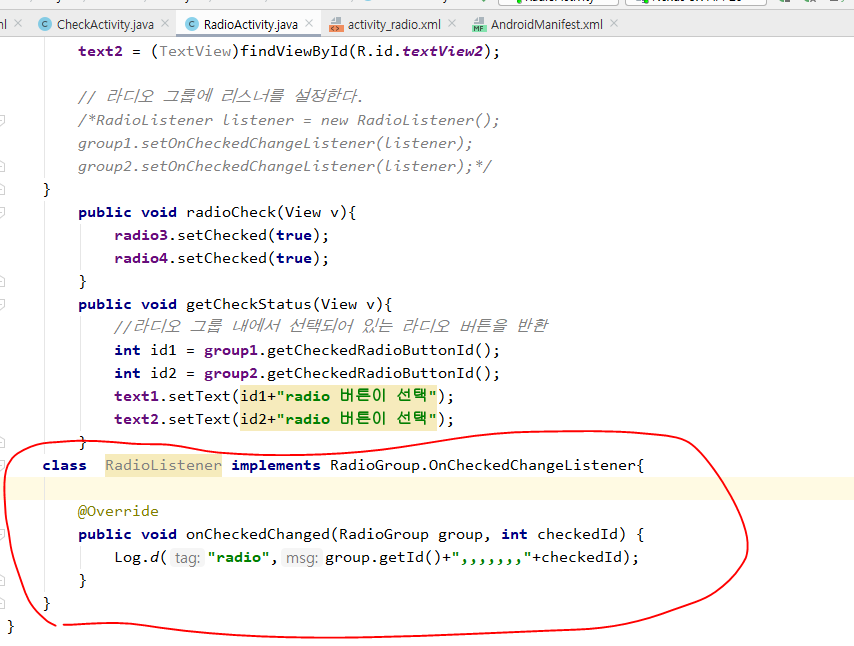 CheckActivity.java RadioActivity.java activity_radio.xml AndroidManifest.xml
text2 = (TextView)findViewById(R.id.textView2);
// 라디오 그룹에 리스너를 설정한다.
/*RadioListener listener = new RadioListener();
group1.setOnCheckedChangeListener(listener);
group2.setOnCheckedChangeListener(listener);*/
}
public void radioCheck(View v){
radio3.setChecked(true);
radio4.setChecked(true);
}
public void getCheckStatus(View v){
//라디오 그룹 내에서 선택되어 있는 라디오 버튼을 반환
int id1 = group1.getCheckedRadioButtonId();
int id2 = group2.getCheckedRadioButtonId();
text1.setText(id1+"radio 버튼이 선택");
text2.setText(id2+"radio 버튼이 선택");
}
class RadioListener implements RadioGroup.OnCheckedChangeListener{
@Override
public void onCheckedChanged(RadioGroup group, int checkedId) {
Log.d( tag: "radio", msg: group.getId()+",,,,,,,"+checkedId);
}
}
}